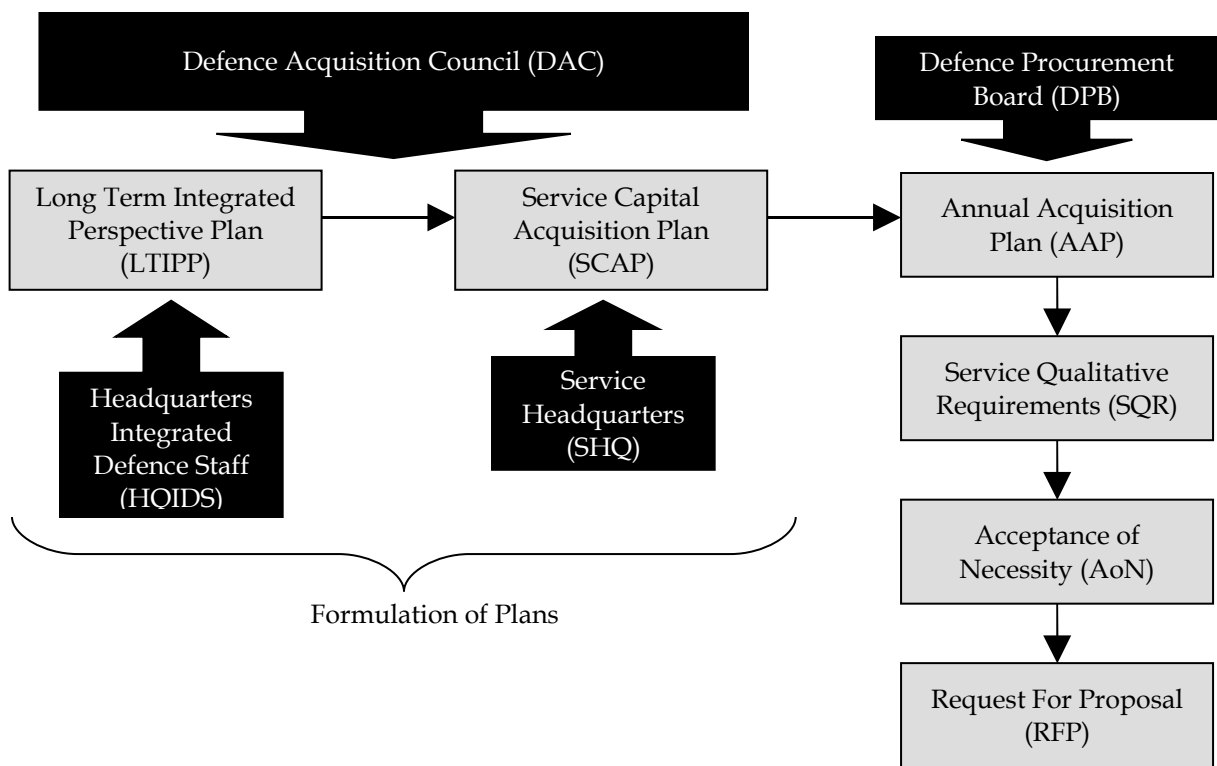 Defence Acquisition Council (DAC)
Defence Procurement
Board (DPB)
Long Term Integrated
Perspective Plan
(LTIPP)
Service Capital
Acquisition Plan
(SCAP)
Annual Acquisition
Plan (AAP)
Headquarters
Integrated
Defence Staff
(HQIDS)
Service
Headquarters
(SHQ)
Service Qualitative
Requirements (SQR)
Acceptance of
Necessity (AoN)
Formulation of Plans
Request For Proposal
(RFP)